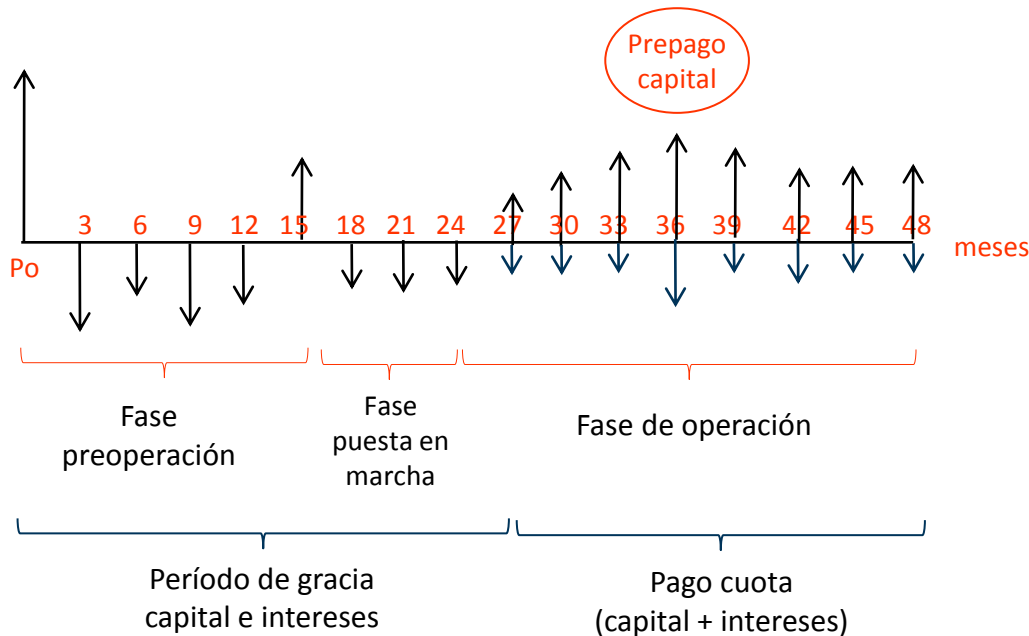 Prepago
capital
3 6 9 12 15 18 21 24 27 30 33 36 39 42 45 48 meses
Po
Fase
preoperación
Fase
puesta en
marcha
Fase de operación
Período de gracia
capital e intereses
Pago cuota
(capital + intereses)